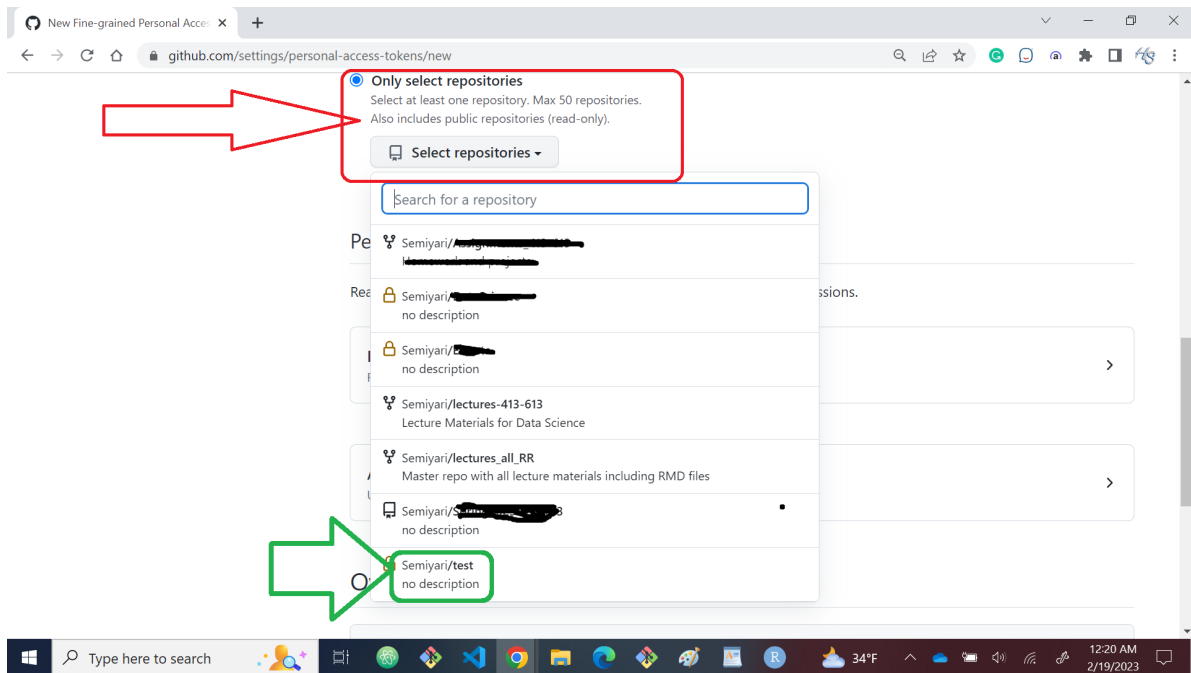 New Fine-grained Personal Acces
github.com/settings/personal-access-tokens/new
Only select repositories
Select at least one repository. Max 50 repositories.
Also includes public repositories (read-only).
Select repositories
Search for a repository
Pe
Semiyari/
Rea
ssions.
Semiyari/
no description
Semiyari/
no description
Semiyari/lectures-413-613
Lecture Materials for Data Science
Semiyari/lectures_all_RR
Master repo with all lecture materials including RMD files
Semiyari/
no description
Semiyari/test
no description
Type here to search
34°F
12:20 AM
2/19/2023